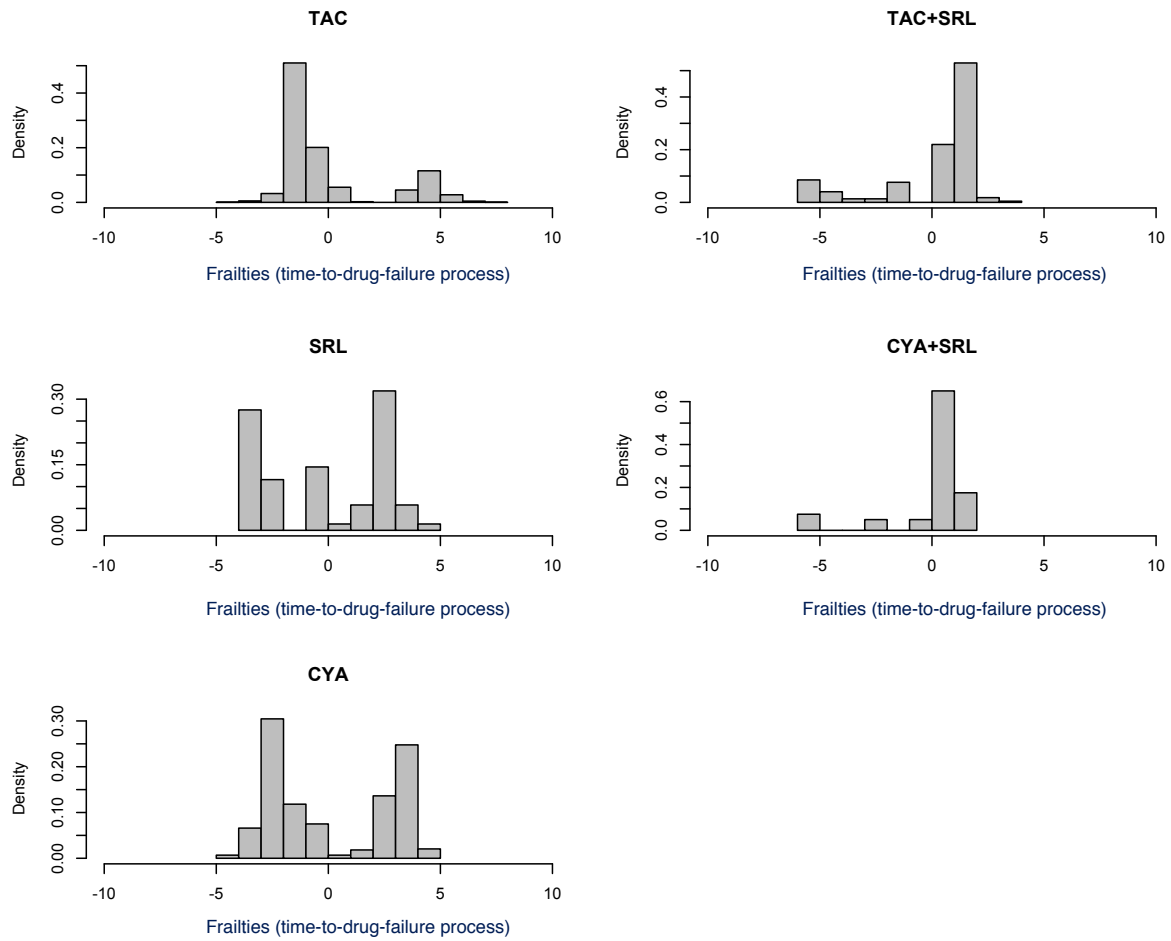 TAC
Density
0.0 0.2 0.4
-10 -5 0 5 10
Frailties (time-to-drug-failure process)
TAC+SRL
Density
0.0 0.2 0.4
-10 -5 0 5 10
Frailties (time-to-drug-failure process)
SRL
Density
0.00 0.15 0.30
-10 -5 0 5 10
Frailties (time-to-drug-failure process)
CYA+SRL
Density
0.0 0.2 0.4 0.6
-10 -5 0 5 10
Frailties (time-to-drug-failure process)
CYA
Density
0.00 0.10 0.20 0.30
-10 -5 0 5 10
Frailties (time-to-drug-failure process)